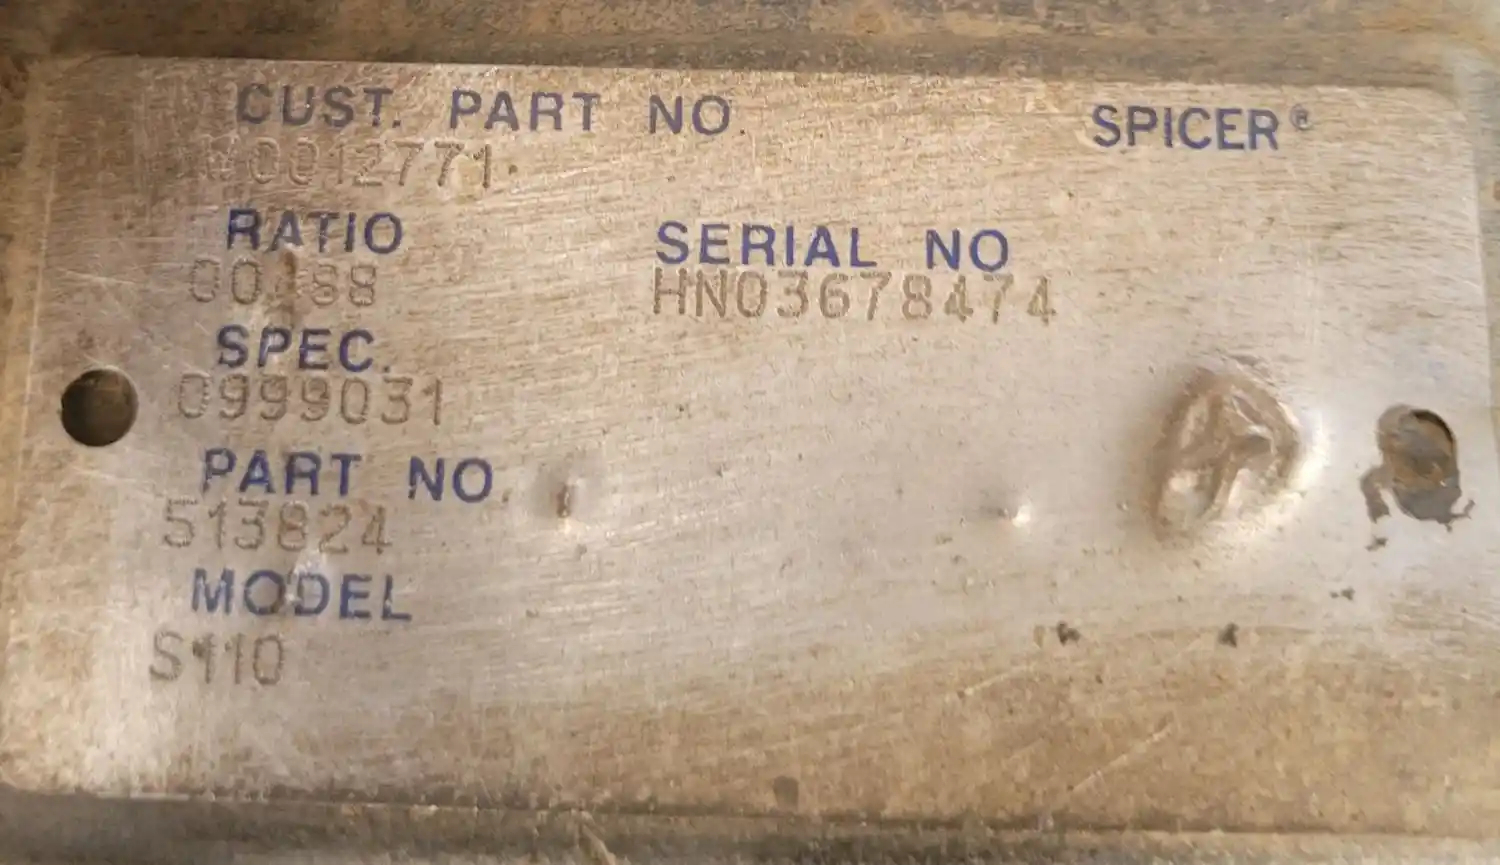 CUST. PART NO. SPICER®
RATIO SERIAL NO
HN03678474
SPEC.
0999031
PART NO.
513824
MODEL
S110